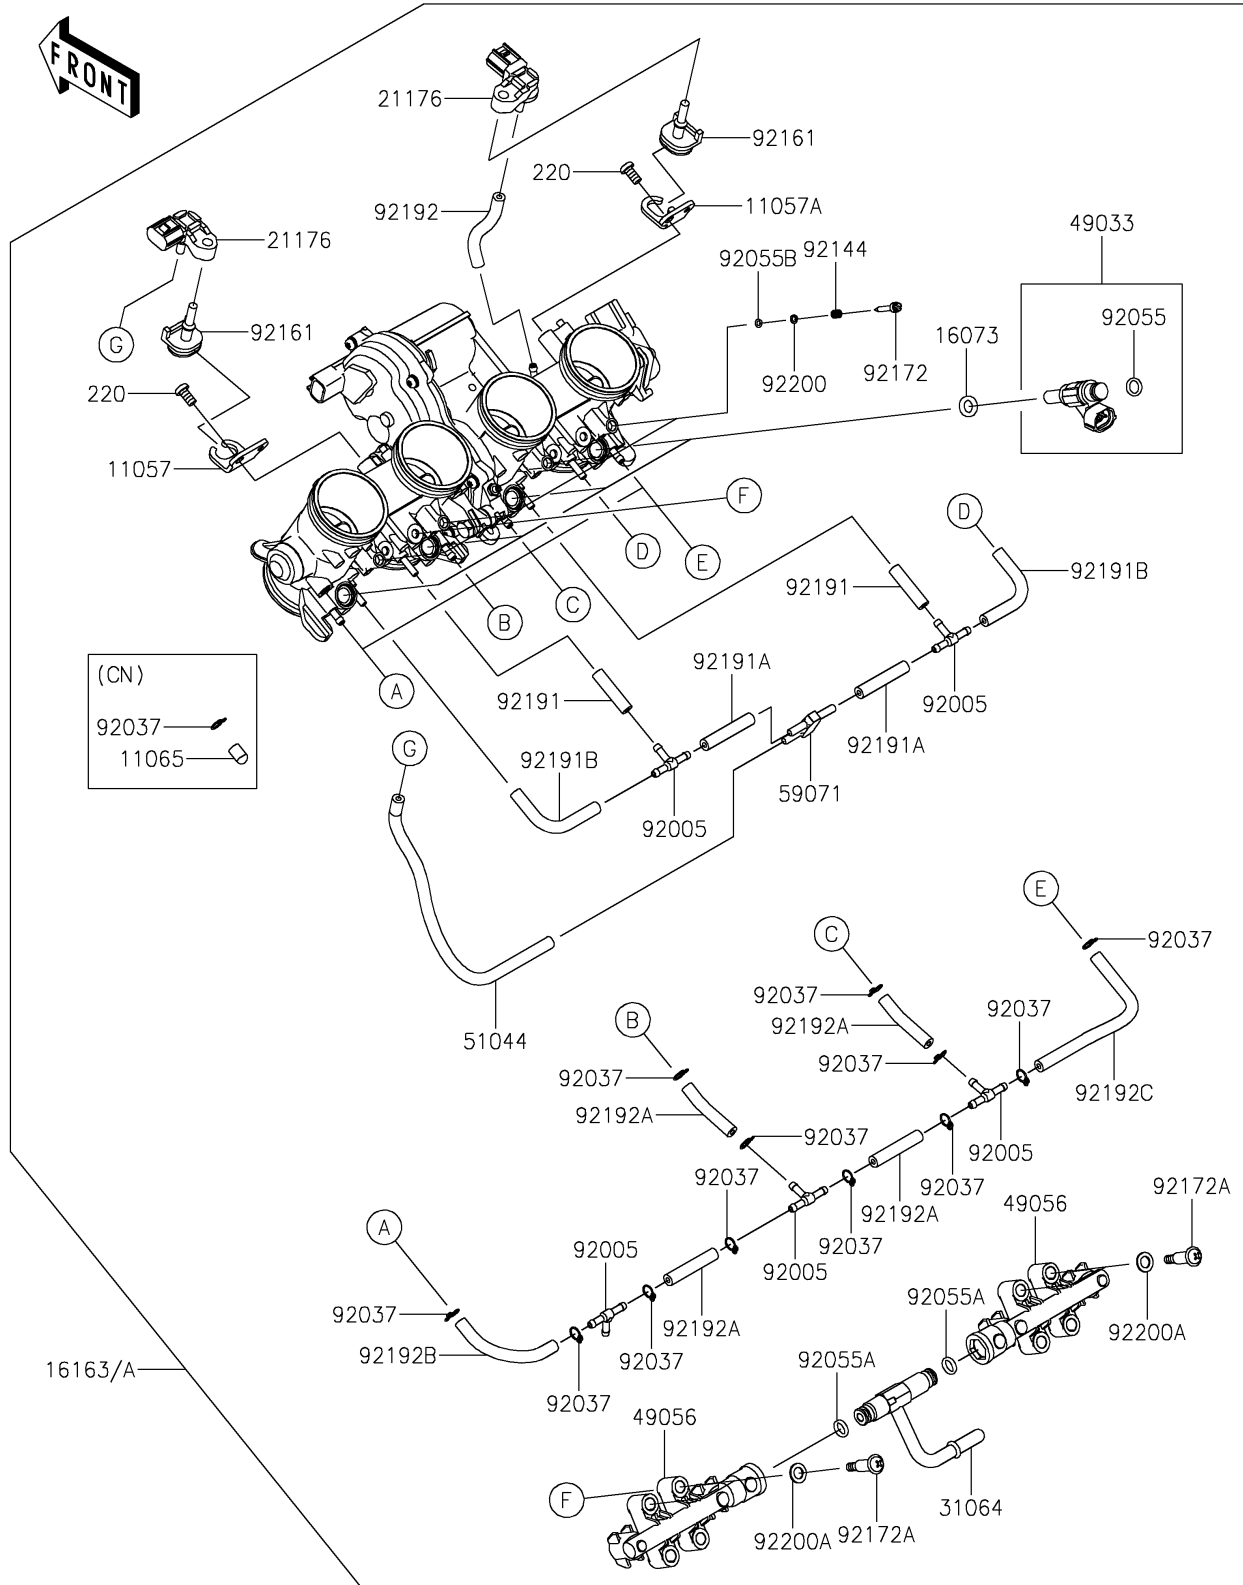 FRONT
21176
92161
220
92192
11057A
21176
49033
92055B
92144
92161
G
92055
16073
220
92200
92172
11057
F
D
D
E
92191
92191B
C
B
(CN)
92191A
A
92191
92005
92037
92191A
G
11065
92191B
59071
92005
E
C
92037
92037
51044
B
92037
92192A
92037
92037
92192C
92192A
92037
92005
92037
92037
92172A
92192A
49056
A
92005
92037
92005
92055A
92037
92192A
92200A
92192B
92037
16163/A
92055A
92037
49056
F
31064
92200A
92172A